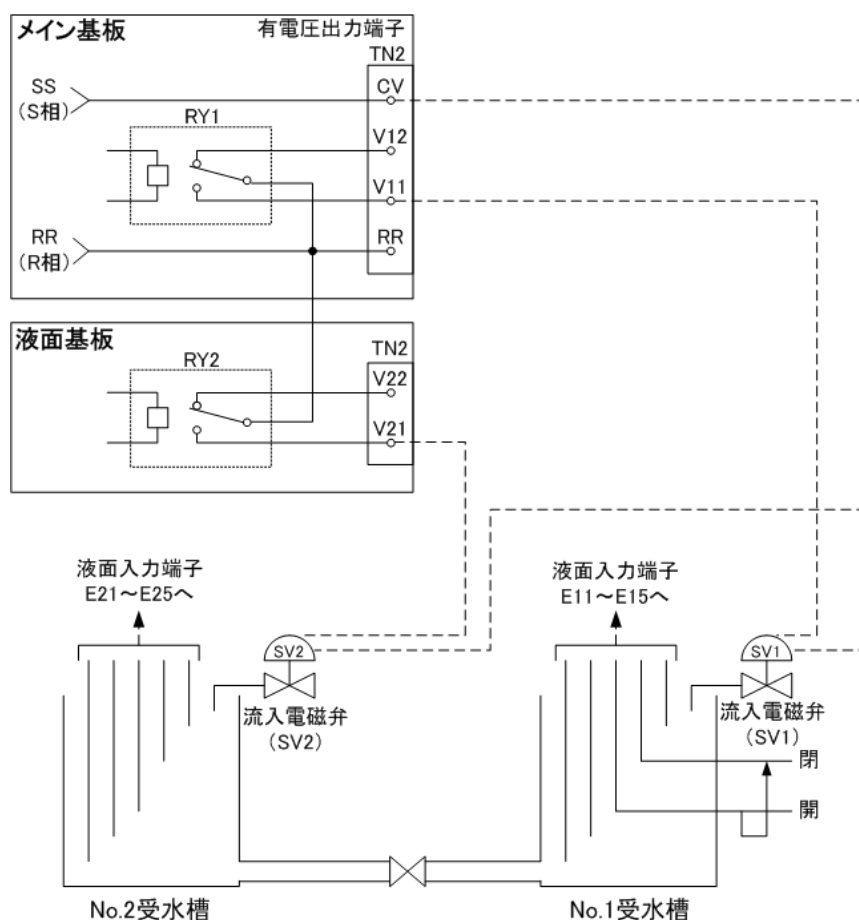 メイン基板
有電圧出力端子
TN2
SS
(S相)
CV
RY1
V12
V11
RR
(R相)
RR
液面基板
TN2
RY2
V22
V21
液面入力端子
E21～E25へ
液面入力端子
E11～E15へ
SV2
SV1
流入電磁弁
(SV2)
流入電磁弁
(SV1)
閉
開
No.2受水槽
No.1受水槽